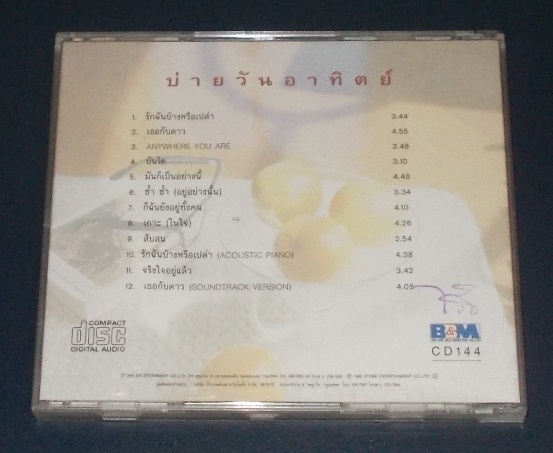 บ่ายวันอาทิตย์
1. รักฉันบ้างหรือเปล่า 3.44
2. เธอกับดาว 4.55
3. ANYWHERE YOU ARE 3.48
4. บันได 3.10
5. มันก็เป็นอย่างนี้ 4.48
6. ซ้ำ ซ้ำ (อยู่อย่างนั้น) 3.34
7. ก็ฉันยังอยู่ทั้งคน 4.10
8. เกาะ (ในใจ) 4.26
9. สับสน 2.54
10. รักฉันบ้างหรือเปล่า (ACOUSTIC PIANO) 4.38
11. จริงใจอยู่แล้ว 3.42
12. เธอกับดาว (SOUNDTRACK VERSION) 4.05
COMPACT
disc
DIGITAL AUDIO
B&M
CD144